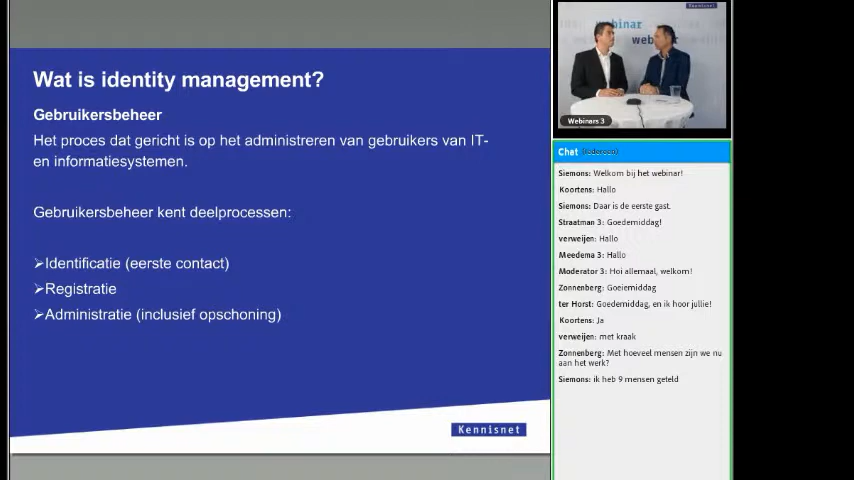 Wat is identity management?
Gebruikersbeheer
Het proces dat gericht is op het administreren van gebruikers van IT-
en informatiesystemen.
Gebruikersbeheer kent deelprocessen:
➢Identificatie (eerste contact)
➢Registratie
➢Administratie (inclusief opschoning)
Kennisnet
Kennisnet
webinar
Webinars 3
Chat (iedereen)
Siemons: Welkom bij het webinar!
Koortens: Hallo
Siemons: Daar is de eerste gast.
Straatman 3: Goedemiddag!
verweijen: Hallo
Meedema 3: Hallo
Moderator 3: Hoi allemaal, welkom!
Zonnenberg: Goeiemiddag
ter Horst: Goedemiddag, en ik hoor jullie!
Koortens: Ja
verweijen: met kraak
Zonnenberg: Met hoeveel mensen zijn we nu
aan het werk?
Siemons: ik heb 9 mensen geteld